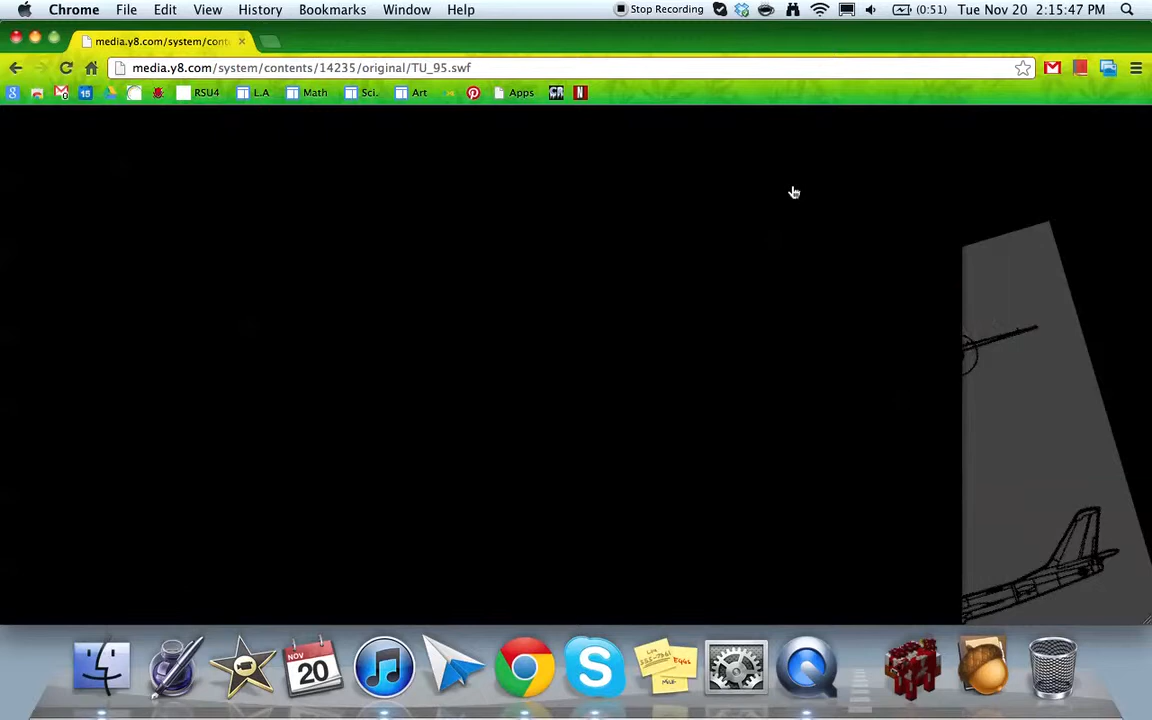 Chrome File Edit View History Bookmarks Window Help Stop Recording (0:51) Tue Nov 20 2:15:47 PM
media.y8.com/system/cont
media.y8.com/system/contents/14235/original/TU_95.swf
RSU4 L.A Math Sci. Art Apps
NOV
20